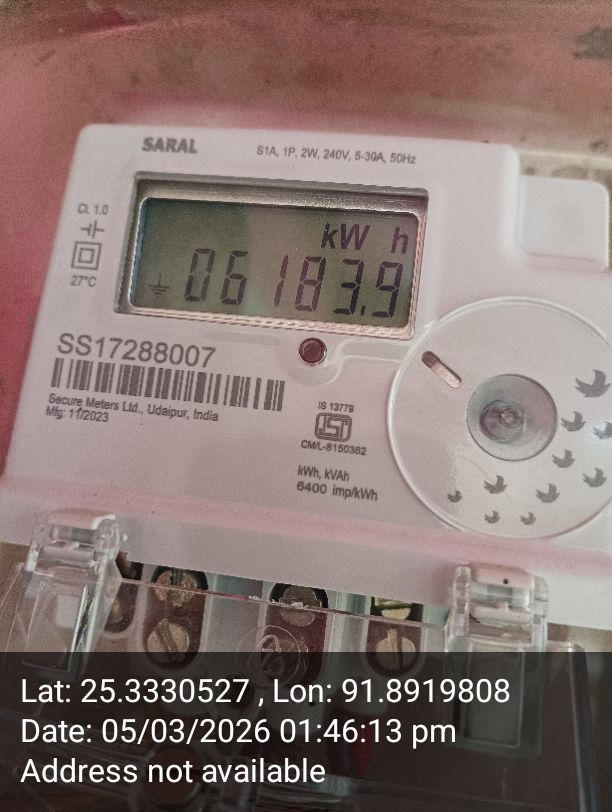 SARAL
S1A, 1P, 2W, 240V, 5-30A, 50Hz
Cl. 1.0
27°C
kW h
06183.9
SS17288007
Secure Meters Ltd., Udaipur, India
Mfg: 11/2023
IS 13779
ISI
CM/L-8150362
kWh, kVAh
6400 imp/kWh
Lat: 25.3330527 , Lon: 91.8919808
Date: 05/03/2026 01:46:13 pm
Address not available